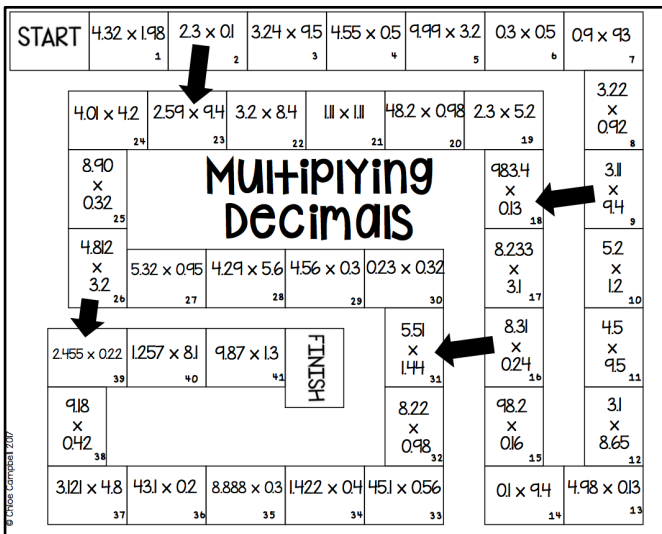 START
4.32 x 1.98
1
2.3 x 0.1
2
3.24 x 9.5
3
4.55 x 0.5
4
9.99 x 3.2
5
0.3 x 0.5
6
0.9 x 93
7
3.22
x
0.92
8
3.11
x
9.4
9
5.2
x
1.2
10
4.5
x
9.5
11
3.1
x
8.65
12
4.98 x 0.13
13
0.1 x 9.4
14
98.2
x
0.16
15
8.31
x
0.24
16
8.233
x
3.1
17
983.4
x
0.13
18
2.3 x 5.2
19
48.2 x 0.98
20
1.11 x 1.11
21
3.2 x 8.4
22
2.59 x 9.4
23
4.01 x 4.2
24
8.90
x
0.32
25
4.812
x
3.2
26
Multiplying
Decimals
5.32 x 0.95
27
4.29 x 5.6
28
4.56 x 0.3
29
0.23 x 0.32
30
5.51
x
1.44
31
8.22
x
0.98
32
45.1 x 0.56
33
1.422 x 0.4
34
8.888 x 0.3
35
43.1 x 0.2
36
3.121 x 4.8
37
9.18
x
0.42
38
2.455 x 0.22
39
1.257 x 8.1
40
9.87 x 1.3
41
FINISH
© Chloe Campbell 2017